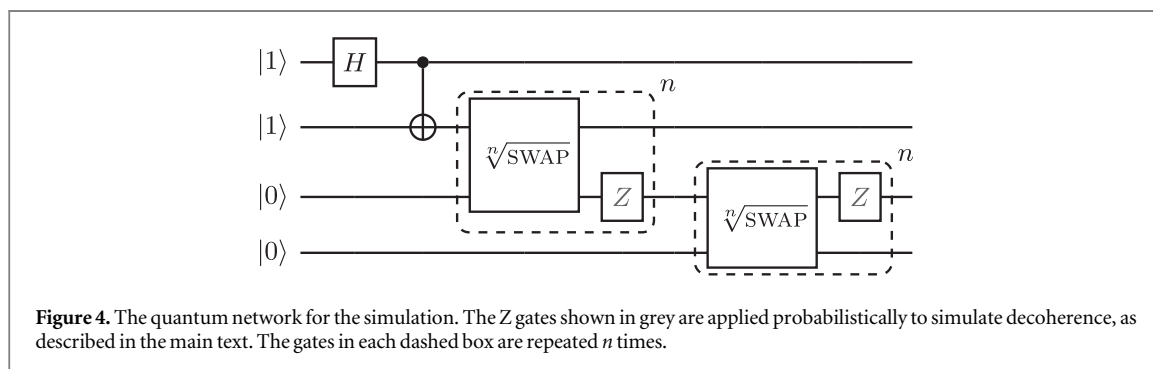 |1⟩ H
n
|1⟩ ⁿ√SWAP
n
|0⟩ Z ⁿ√SWAP Z
|0⟩
Figure 4. The quantum network for the simulation. The Z gates shown in grey are applied probabilistically to simulate decoherence, as
described in the main text. The gates in each dashed box are repeated n times.